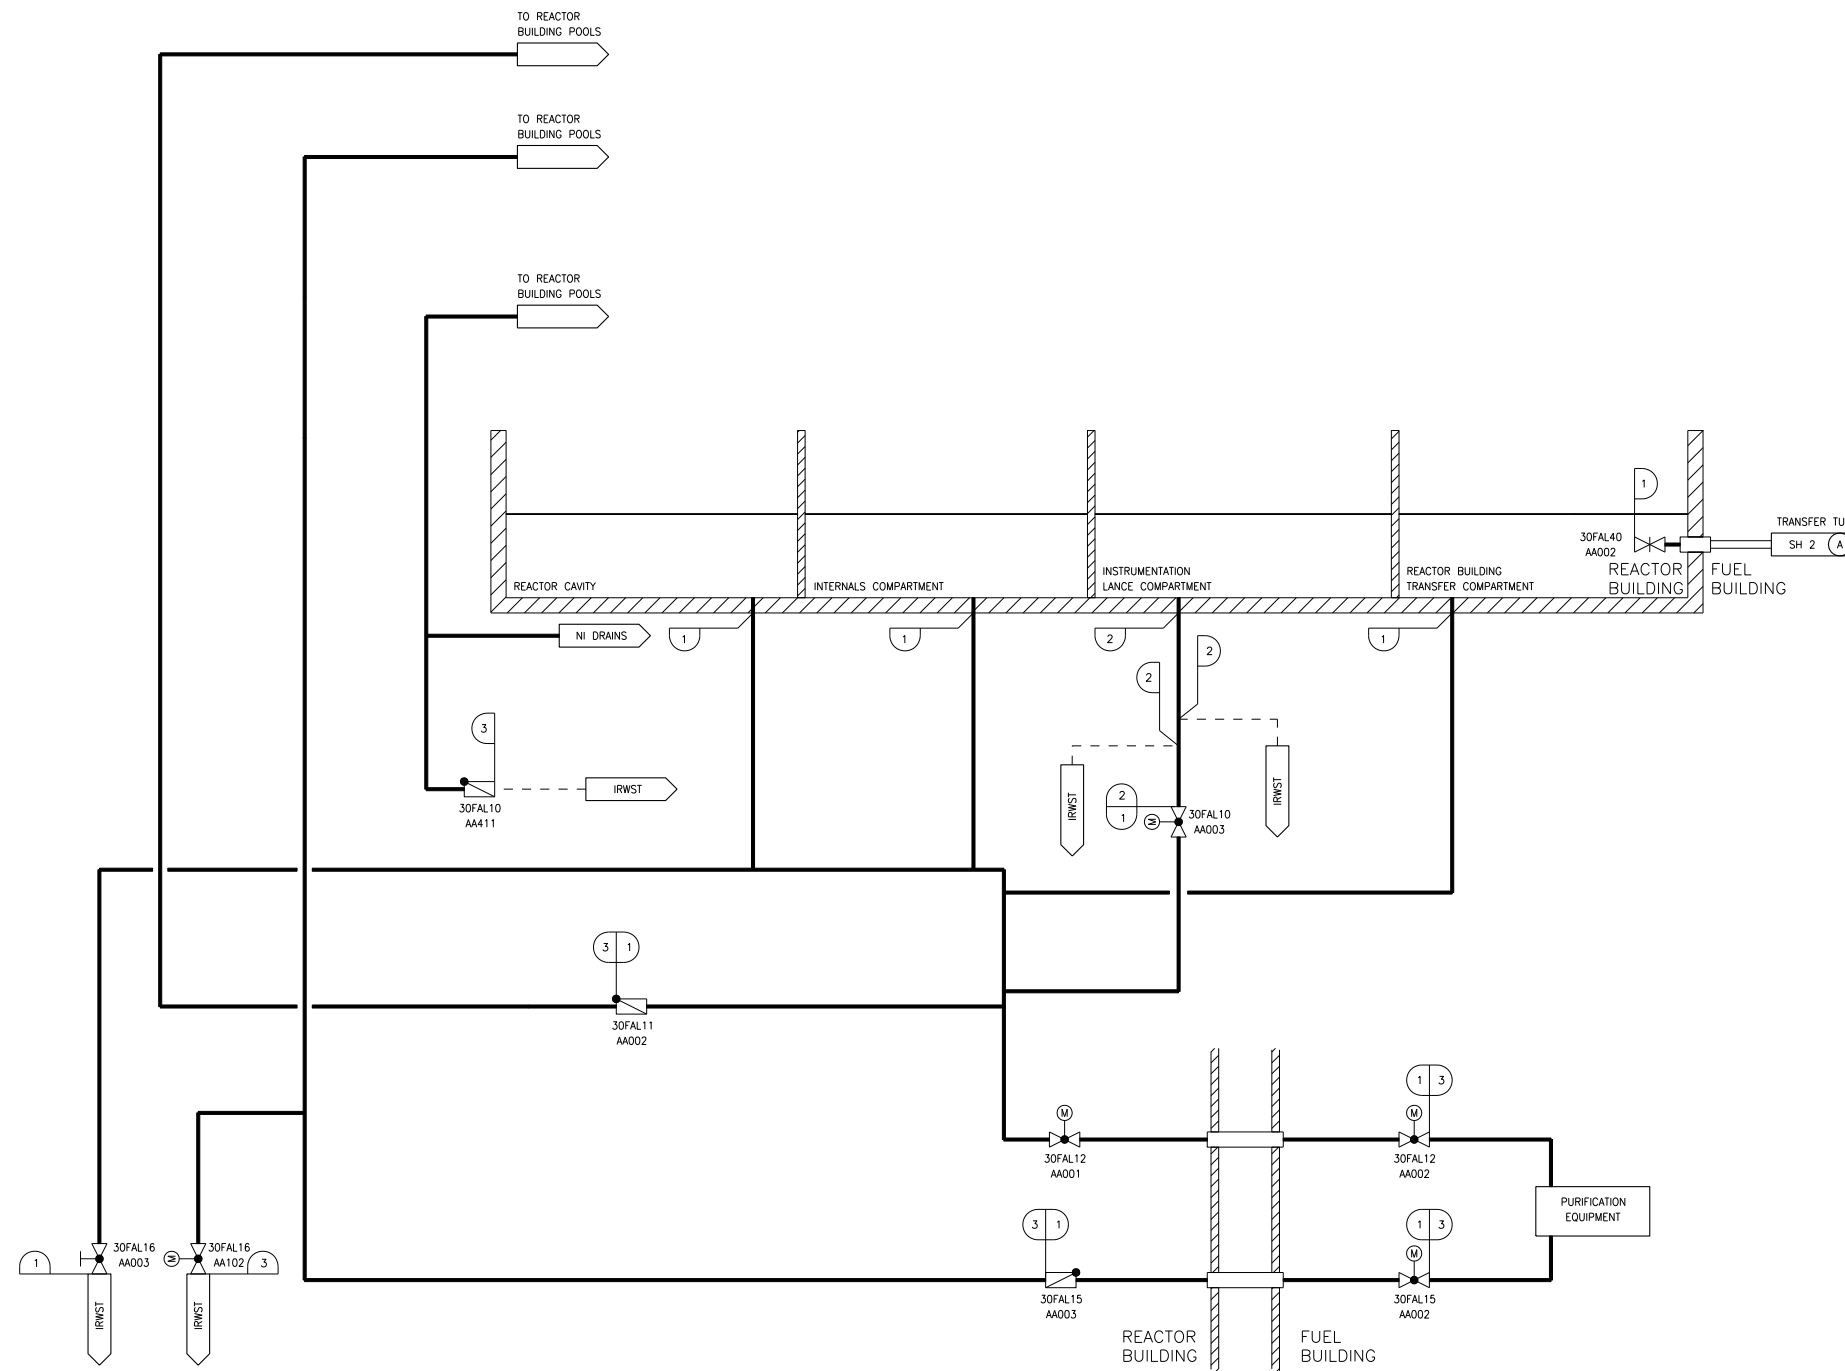 TO REACTOR
BUILDING POOLS
TO REACTOR
BUILDING POOLS
TO REACTOR
BUILDING POOLS
1
TRANSFER TU
SH 2 A
30FAL40
AA002
REACTOR
BUILDING
FUEL
BUILDING
REACTOR CAVITY
INTERNALS COMPARTMENT
INSTRUMENTATION
LANCE COMPARTMENT
REACTOR BUILDING
TRANSFER COMPARTMENT
NI DRAINS
1
1
2
1
2
2
3
IRWST
30FAL10
AA411
IRWST
IRWST
2
1
M
30FAL10
AA003
3 1
30FAL11
AA002
1 3
M
M
30FAL12
AA001
30FAL12
AA002
PURIFICATION
EQUIPMENT
3 1
1 3
M
30FAL15
AA003
30FAL15
AA002
1
30FAL16
AA003
M
30FAL16
AA102
3
IRWST
IRWST
REACTOR
BUILDING
FUEL
BUILDING